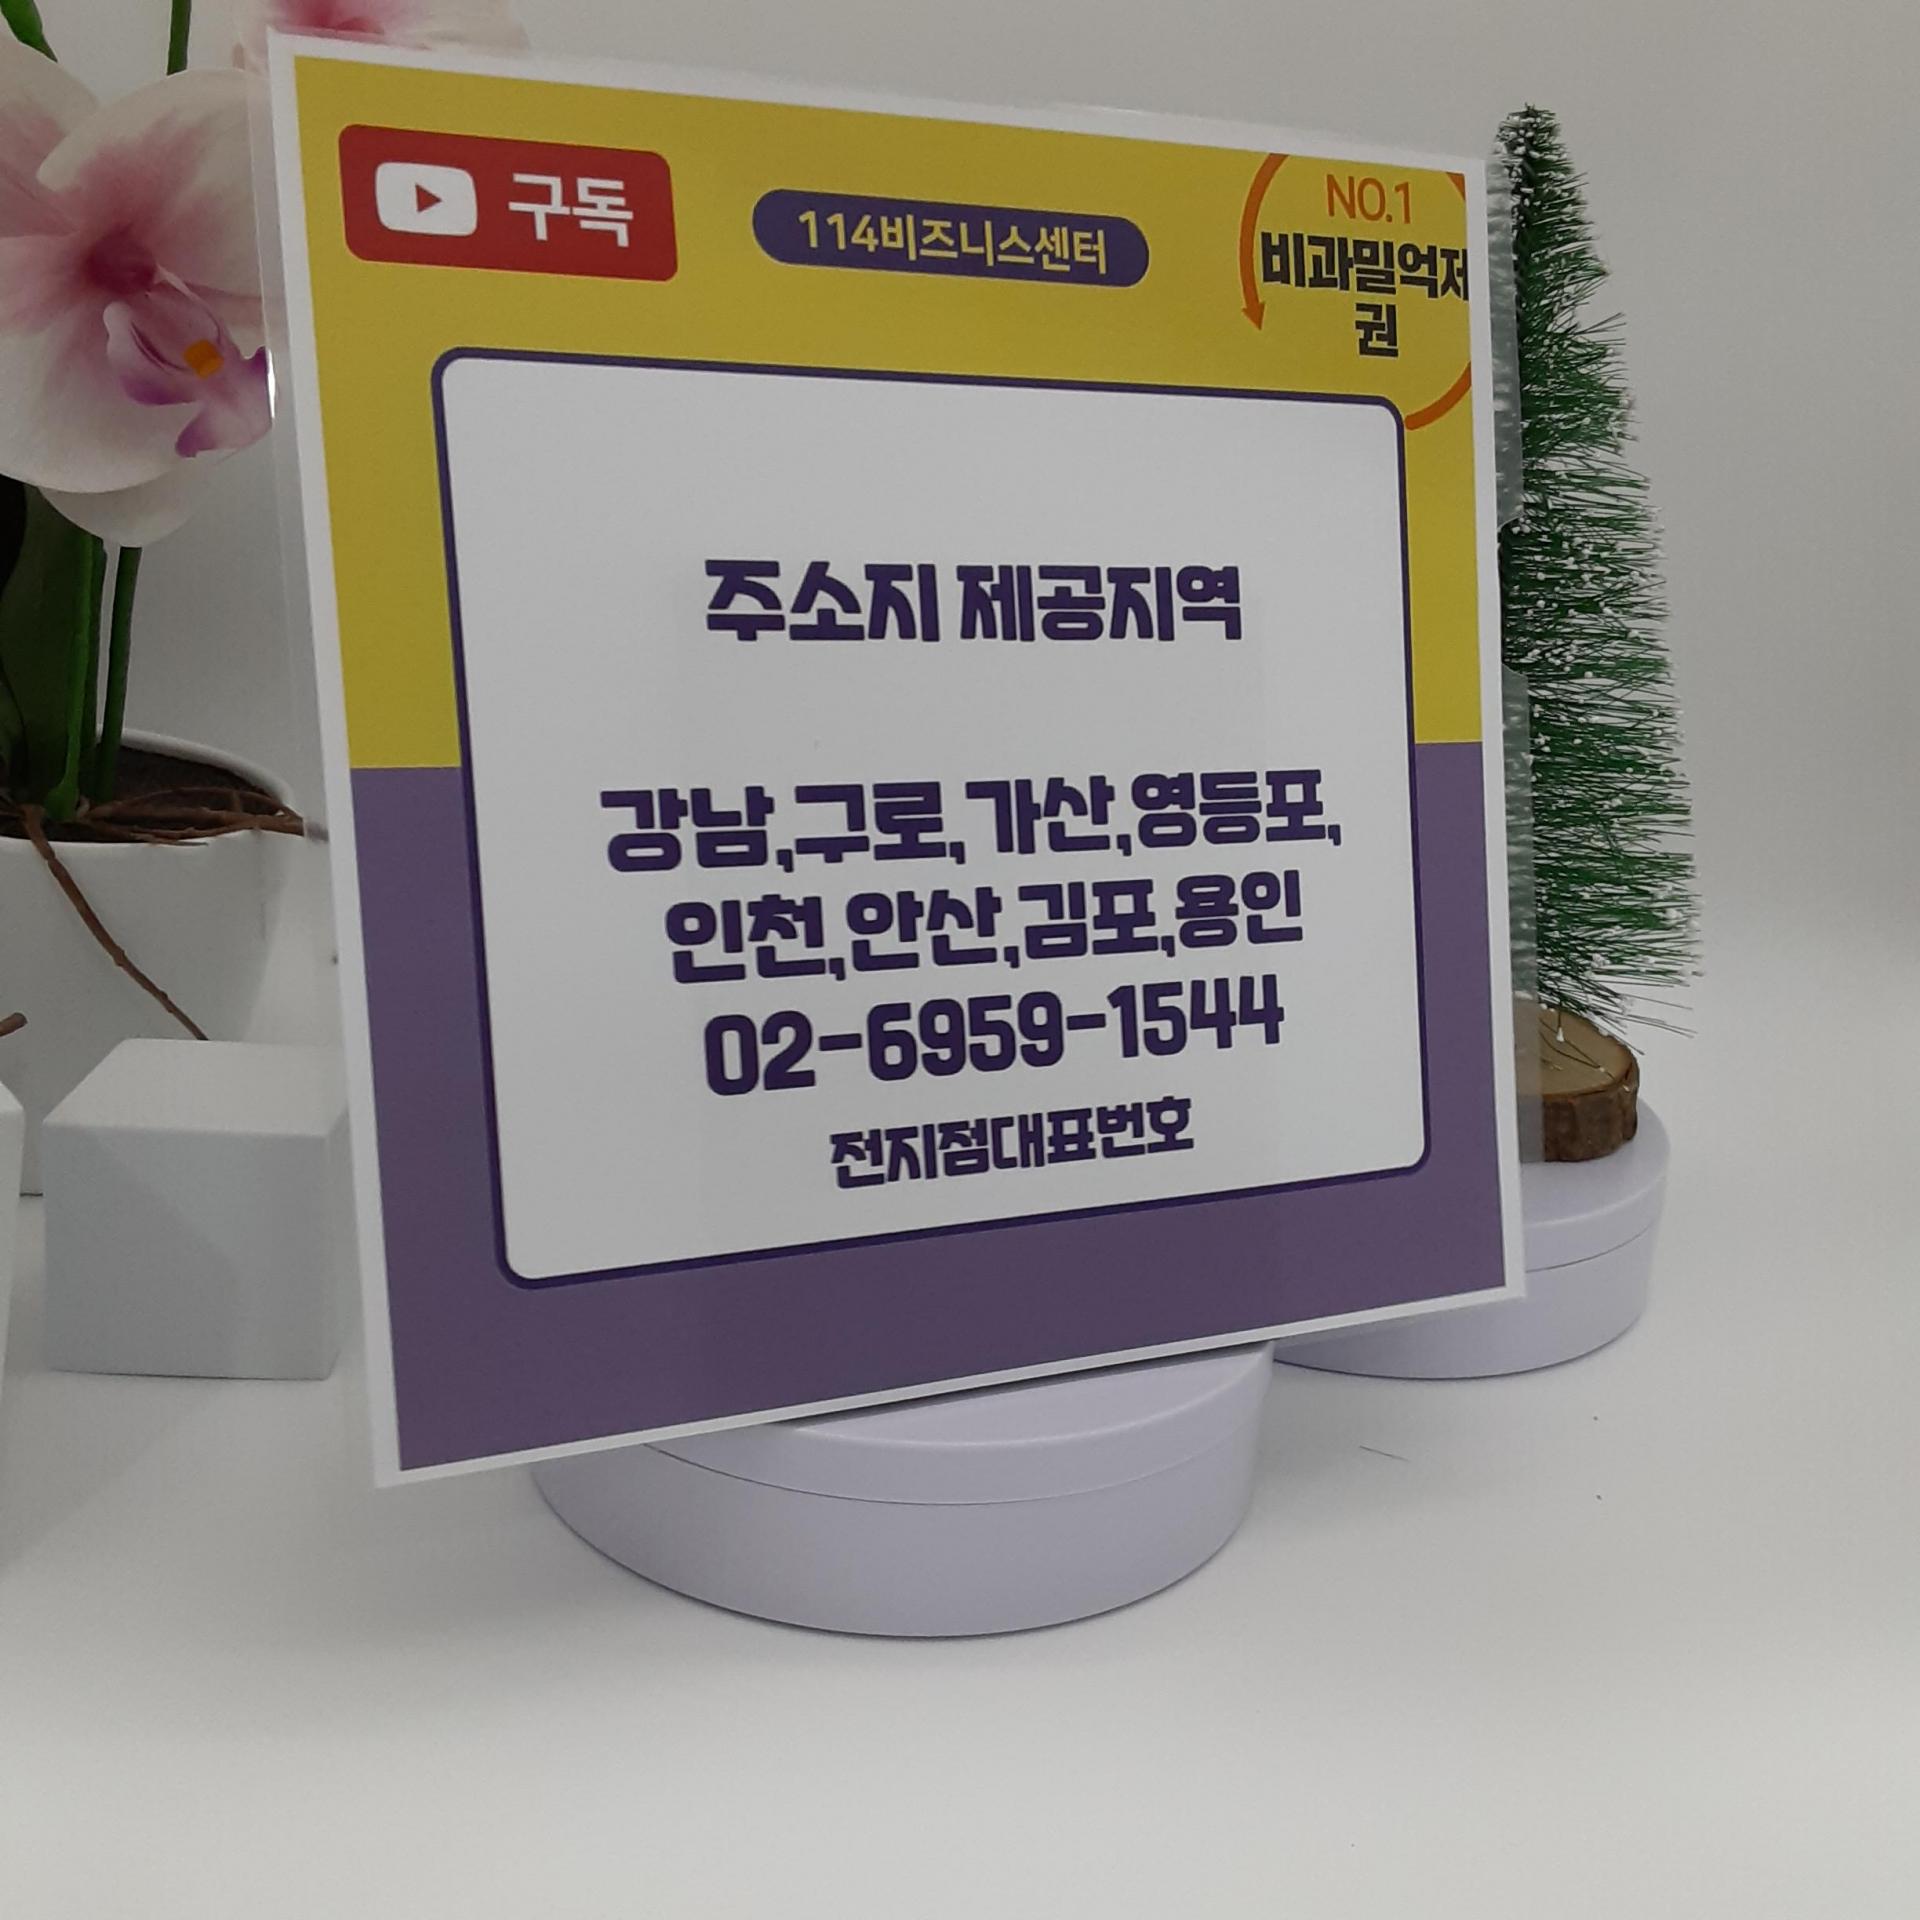 구독
114비즈니스센터
NO.1
비과밀억제
권
주소지 제공지역
강남,구로,가산,영등포,
인천,안산,김포,용인
02-6959-1544
전지점대표번호